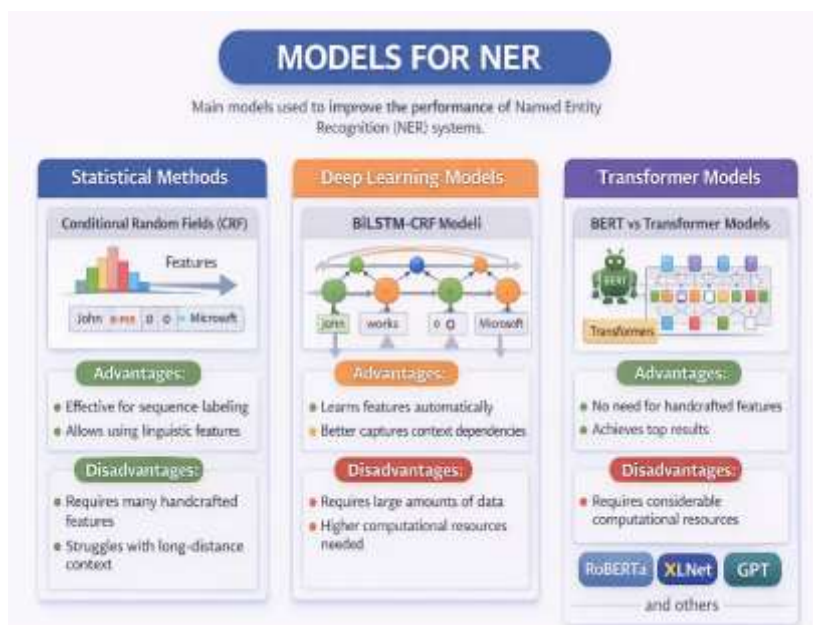 MODELS FOR NER
Main models used to improve the performance of Named Entity
Recognition (NER) systems.
Statistical Methods
Conditional Random Fields (CRF)
Features
John B-PER O O Microsoft
Advantages:
Effective for sequence labeling
Allows using linguistic features
Disadvantages:
Requires many handcrafted
features
Struggles with long-distance
context
Deep Learning Models
BiLSTM-CRF Modeli
john works o O Microsoft
Advantages:
Learns features automatically
Better captures context dependencies
Disadvantages:
Requires large amounts of data
Higher computational resources
needed
Transformer Models
BERT vs Transformer Models
BERT
Transformers
Advantages:
No need for handcrafted features
Achieves top results
Disadvantages:
Requires considerable
computational resources
RoBERTa XLNet GPT
and others